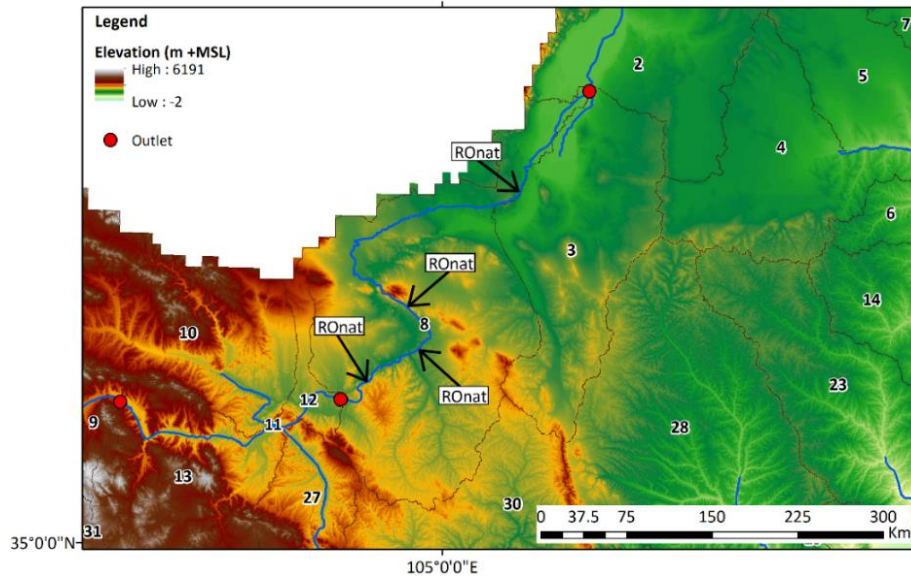 Legend
Elevation (m +MSL)
High : 6191
Low : -2
Outlet
7
2
5
4
ROnat
6
3
ROnat
14
10
8
ROnat
ROnat
12
23
9
11
28
13
27
30
31
0 37.5 75 150 225 300
Km
35°0'0"N
105°0'0"E